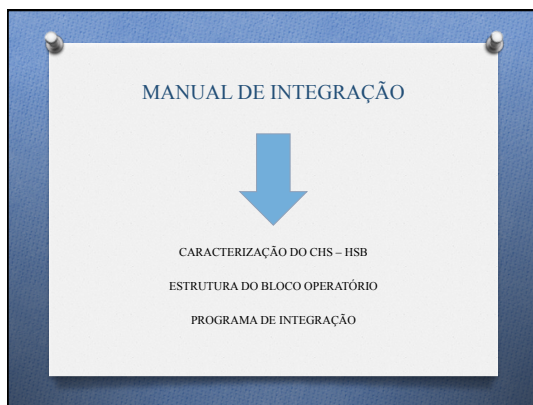 MANUAL DE INTEGRAÇÃO
CARACTERIZAÇÃO DO CHS – HSB
ESTRUTURA DO BLOCO OPERATÓRIO
PROGRAMA DE INTEGRAÇÃO